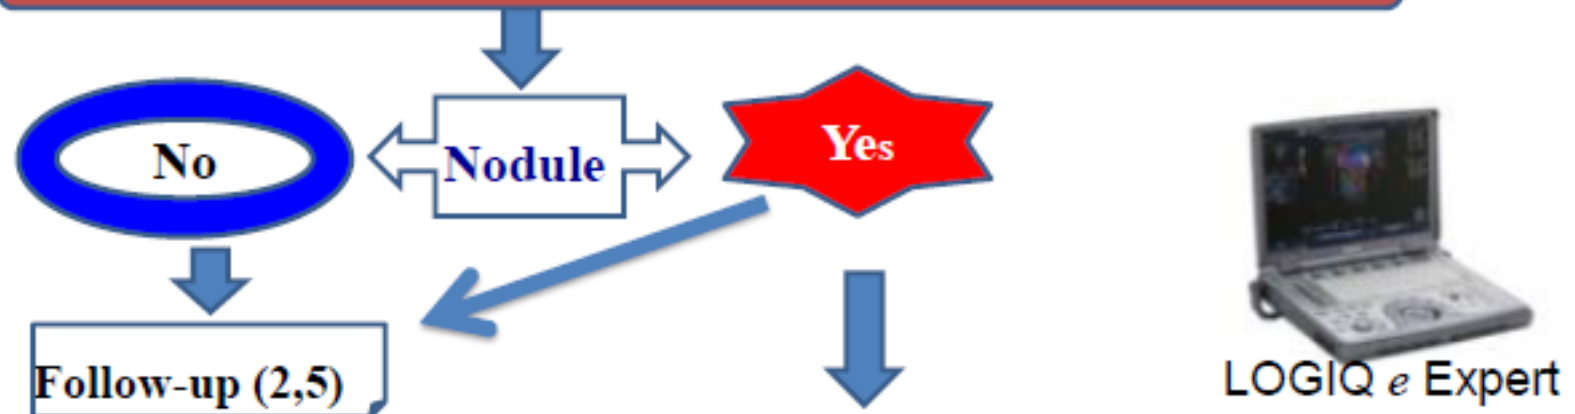 No
Nodule
Yes
Follow-up (2,5)
LOGIQ e Expert